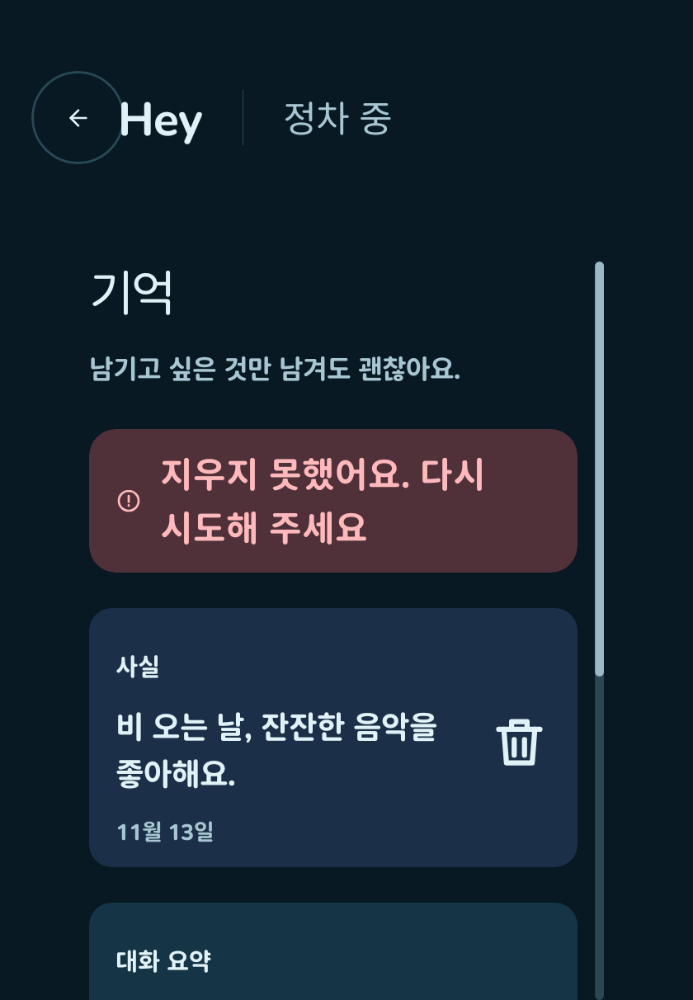 Hey
정차 중
기억
남기고 싶은 것만 남겨도 괜찮아요.
지우지 못했어요. 다시
시도해 주세요
사실
비 오는 날, 잔잔한 음악을
좋아해요.
11월 13일
대화 요약